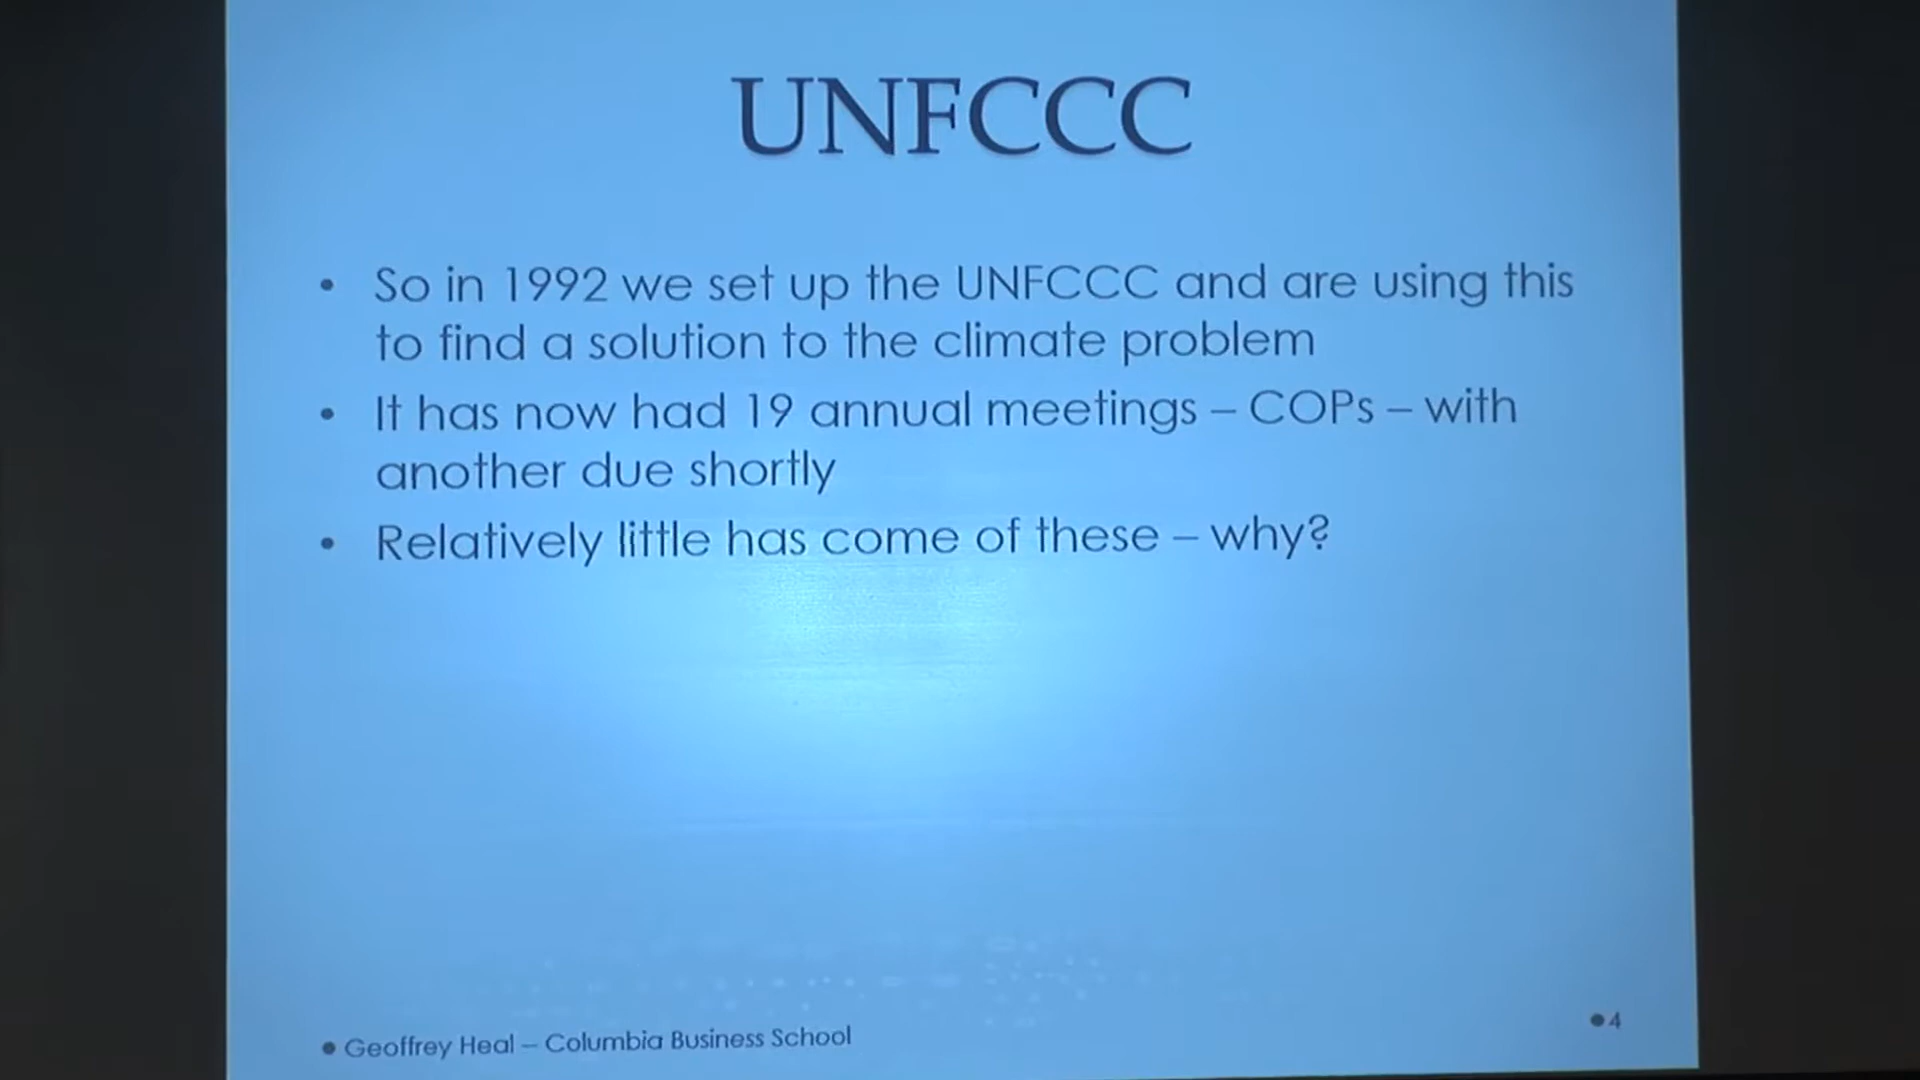 UNFCCC
• So in 1992 we set up the UNFCCC and are using this
to find a solution to the climate problem
• It has now had 19 annual meetings – COPs – with
another due shortly
• Relatively little has come of these – why?
• Geoffrey Heal – Columbia Business School
•4